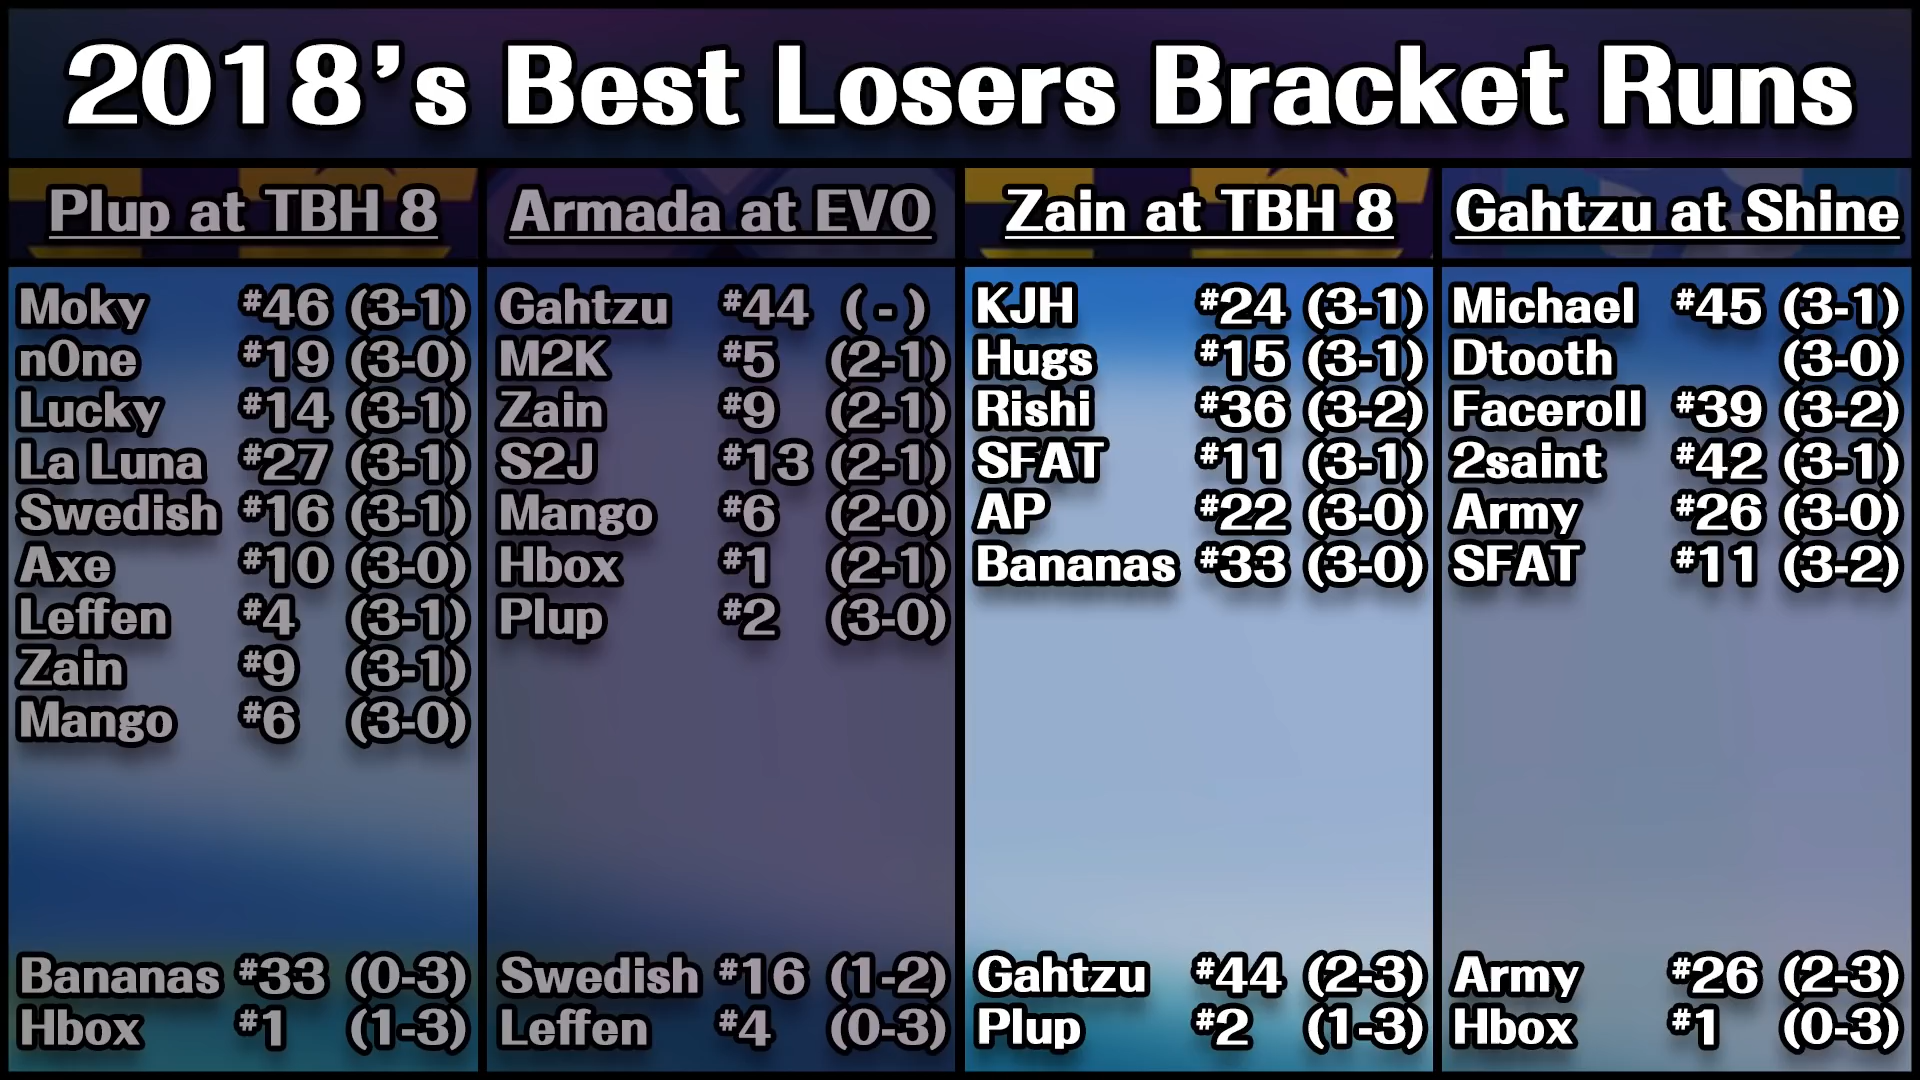 2018's Best Losers Bracket Runs
Plup at TBH 8
Moky #46 (3-1)
n0ne #19 (3-0)
Lucky #14 (3-1)
La Luna #27 (3-1)
Swedish #16 (3-1)
Axe #10 (3-0)
Leffen #4 (3-1)
Zain #9 (3-1)
Mango #6 (3-0)
Bananas #33 (0-3)
Hbox #1 (1-3)
Armada at EVO
Gahtzu #44 ( - )
M2K #5 (2-1)
Zain #9 (2-1)
S2J #13 (2-1)
Mango #6 (2-0)
Hbox #1 (2-1)
Plup #2 (3-0)
Swedish #16 (1-2)
Leffen #4 (0-3)
Zain at TBH 8
KJH #24 (3-1)
Hugs #15 (3-1)
Rishi #36 (3-2)
SFAT #11 (3-1)
AP #22 (3-0)
Bananas #33 (3-0)
Gahtzu #44 (2-3)
Plup #2 (1-3)
Gahtzu at Shine
Michael #45 (3-1)
Dtooth (3-0)
Faceroll #39 (3-2)
2saint #42 (3-1)
Army #26 (3-0)
SFAT #11 (3-2)
Army #26 (2-3)
Hbox #1 (0-3)